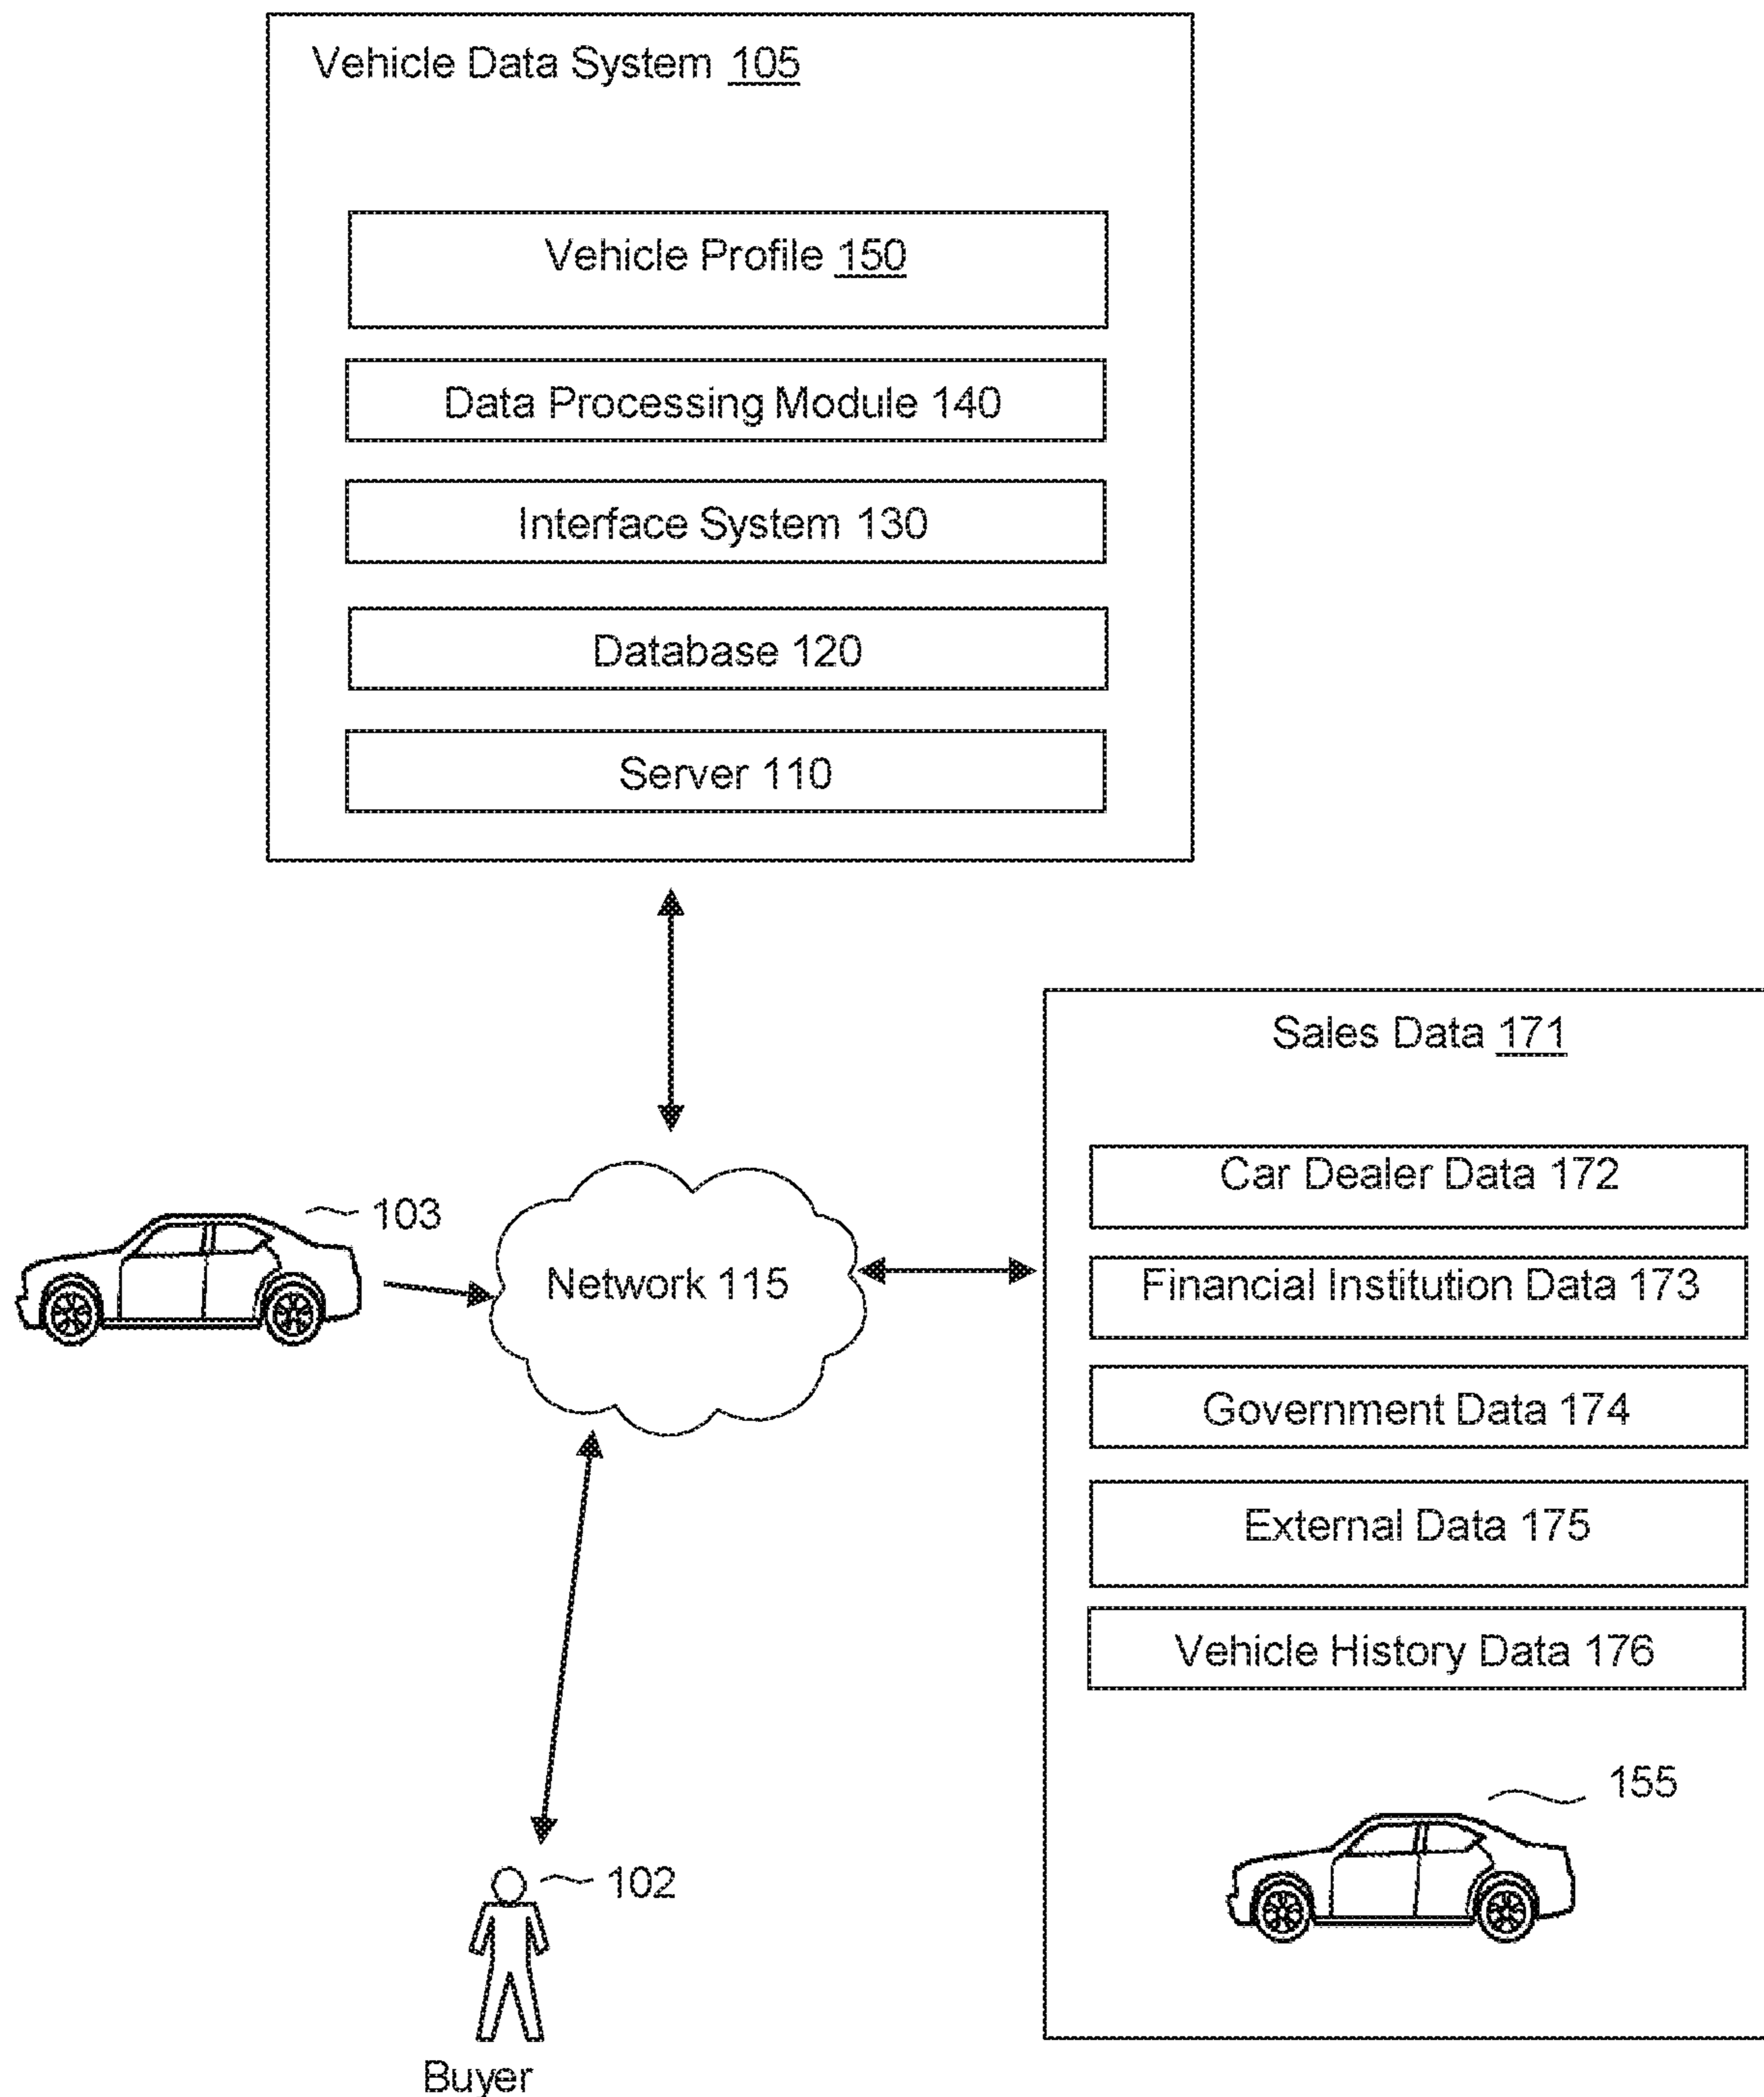 Vehicle Data System 105
Vehicle Profile 150
Data Processing Module 140
Interface System 130
Database 120
Server 110
Sales Data 171
Car Dealer Data 172
Financial Institution Data 173
Government Data 174
External Data 175
Vehicle History Data 176
155
103
Network 115
102
Buyer